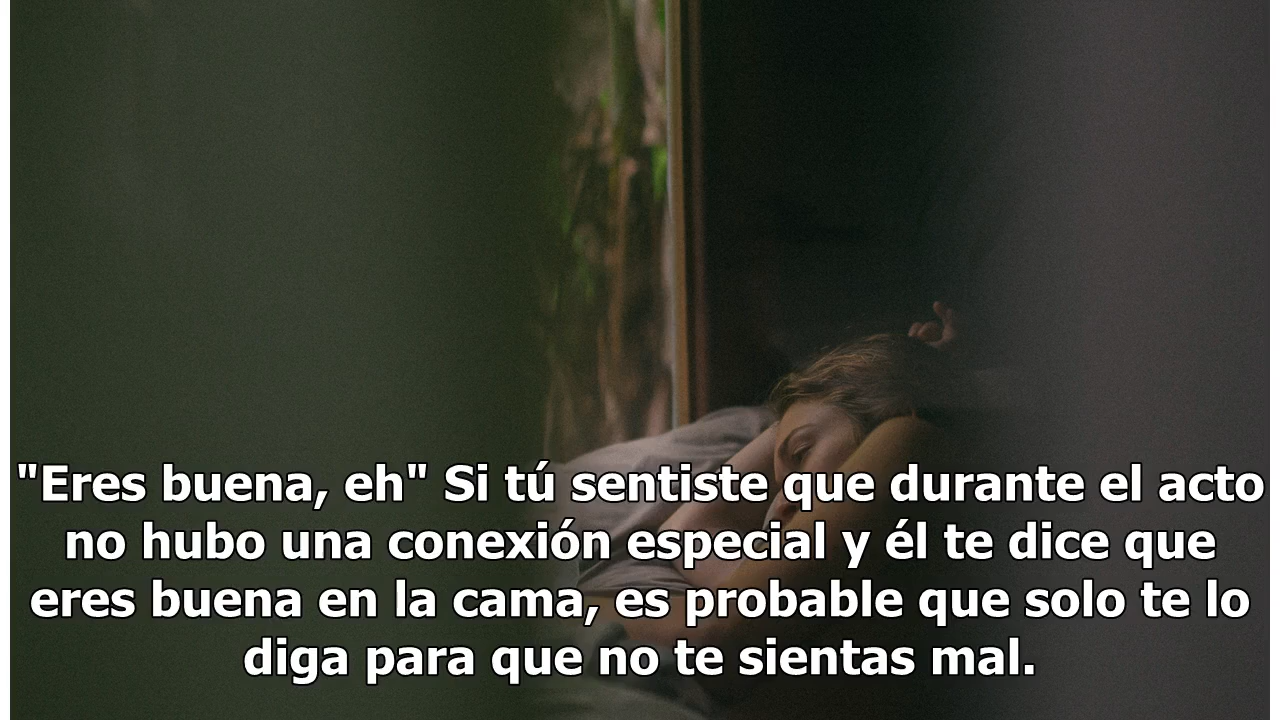 "Eres buena, eh" Si tú sentiste que durante el acto
no hubo una conexión especial y él te dice que
eres buena en la cama, es probable que solo te lo
diga para que no te sientas mal.